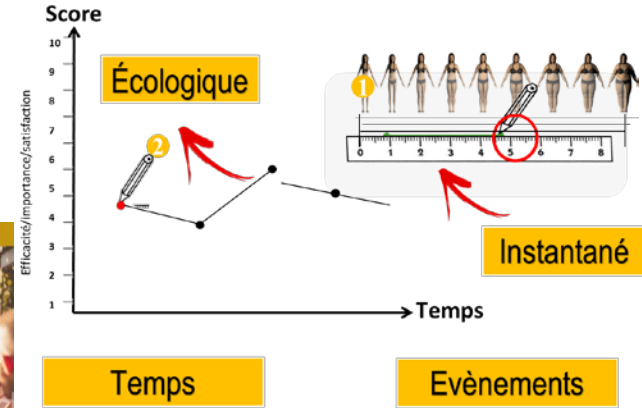 Score
10
9
8
7
6
5
4
3
2
1
Efficacité/importance/satisfaction
Écologique
2
1
0 1 2 3 4 5 6 7 8
Instantané
Temps
Temps
Evènements